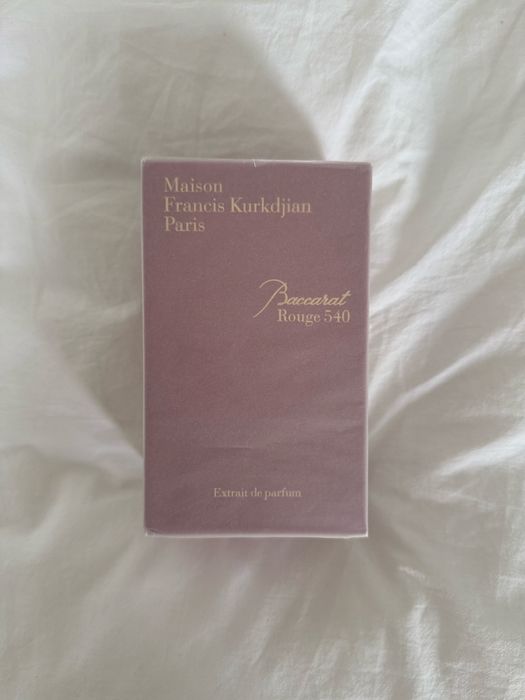 Maison
Francis Kurkdjian
Paris
Baccarat
Rouge 540
Extrait de parfum